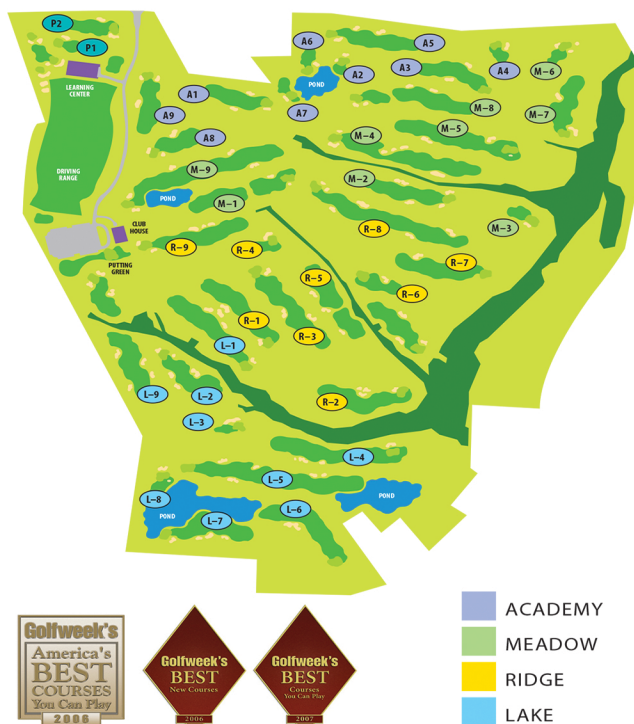 P2
P1
LEARNING
CENTER
DRIVING
RANGE
CLUB
HOUSE
PUTTING
GREEN
POND
A6
A5
A2
A3
A4
M-6
POND
A1
A7
M-8
M-7
A9
A8
M-4
M-5
M-9
M-2
M-1
R-8
M-3
R-9
R-4
R-7
R-5
R-6
R-1
R-3
L-1
L-9
L-2
R-2
L-3
L-4
L-5
L-8
POND
L-7
L-6
POND
Golfweek's
America's
BEST
COURSES
You Can Play
2006
Golfweek's
BEST
New Courses
2006
Golfweek's
BEST
Courses
You Can Play
2007
ACADEMY
MEADOW
RIDGE
LAKE